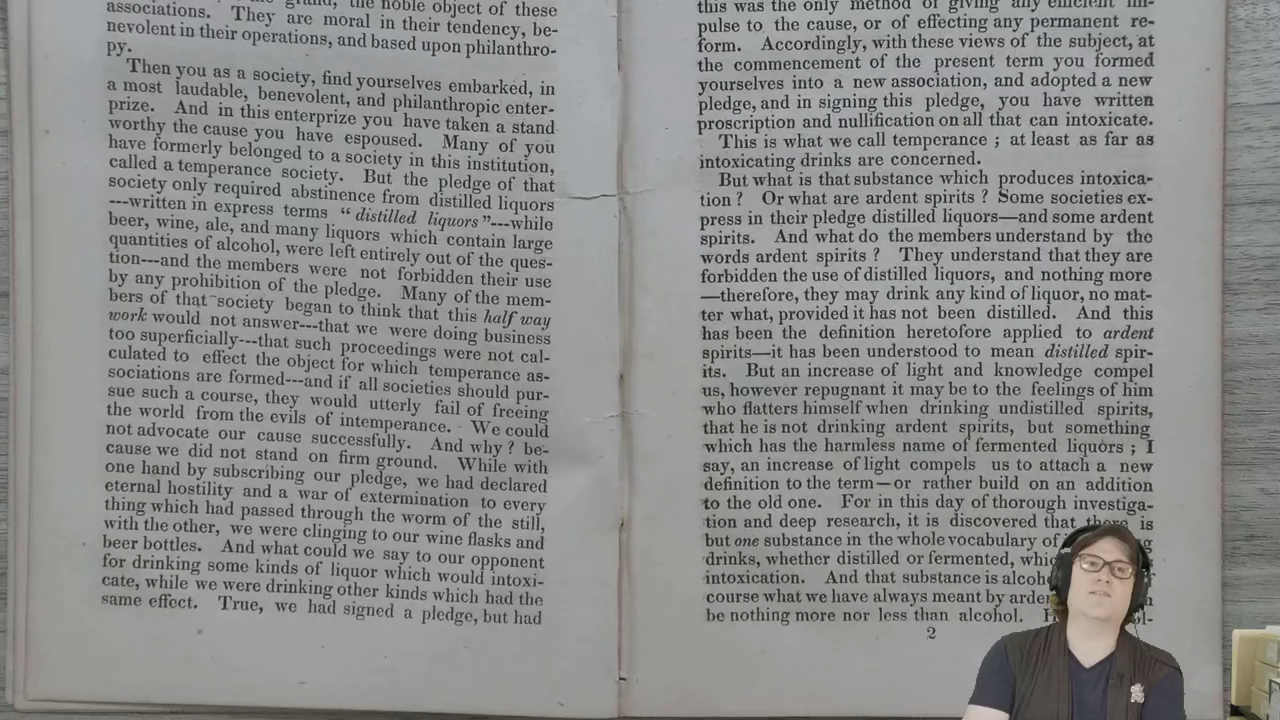 the noble object of these
associations. They are moral in their tendency, be-
nevolent in their operations, and based upon philanthro-
py.
Then you as a society, find yourselves embarked, in
a most laudable, benevolent, and philanthropic enter-
prize. And in this enterprize you have taken a stand
worthy the cause you have espoused. Many of you
have formerly belonged to a society in this institution,
called a temperance society. But the pledge of that
society only required abstinence from distilled liquors
---written in express terms “ distilled liquors ”---while
beer, wine, ale, and many liquors which contain large
quantities of alcohol, were left entirely out of the ques-
tion---and the members were not forbidden their use
by any prohibition of the pledge. Many of the mem-
bers of that society began to think that this half way
work would not answer---that we were doing business
too superficially---that such proceedings were not cal-
culated to effect the object for which temperance as-
sociations are formed---and if all societies should pur-
sue such a course, they would utterly fail of freeing
the world from the evils of intemperance. We could
not advocate our cause successfully. And why ? be-
cause we did not stand on firm ground. While with
one hand by subscribing our pledge, we had declared
eternal hostility and a war of extermination to every
thing which had passed through the worm of the still,
with the other, we were clinging to our wine flasks and
beer bottles. And what could we say to our opponent
for drinking some kinds of liquor which would intoxi-
cate, while we were drinking other kinds which had the
same effect. True, we had signed a pledge, but had
this was the only method of giving any efficient im-
pulse to the cause, or of effecting any permanent re-
form. Accordingly, with these views of the subject, at
the commencement of the present term you formed
yourselves into a new association, and adopted a new
pledge, and in signing this pledge, you have written
proscription and nullification on all that can intoxicate.
This is what we call temperance ; at least as far as
intoxicating drinks are concerned.
But what is that substance which produces intoxica-
tion ? Or what are ardent spirits ? Some societies ex-
press in their pledge distilled liquors—and some ardent
spirits. And what do the members understand by the
words ardent spirits ? They understand that they are
forbidden the use of distilled liquors, and nothing more
—therefore, they may drink any kind of liquor, no mat-
ter what, provided it has not been distilled. And this
has been the definition heretofore applied to ardent
spirits—it has been understood to mean distilled spir-
its. But an increase of light and knowledge compel
us, however repugnant it may be to the feelings of him
who flatters himself when drinking undistilled spirits,
that he is not drinking ardent spirits, but something
which has the harmless name of fermented liquors ; I
say, an increase of light compels us to attach a new
definition to the term—or rather build on an addition
to the old one. For in this day of thorough investiga-
tion and deep research, it is discovered that there is
but one substance in the whole vocabulary of
drinks, whether distilled or fermented,
intoxication. And that substance is
course what we have always meant by
be nothing more nor less than alcohol.
2